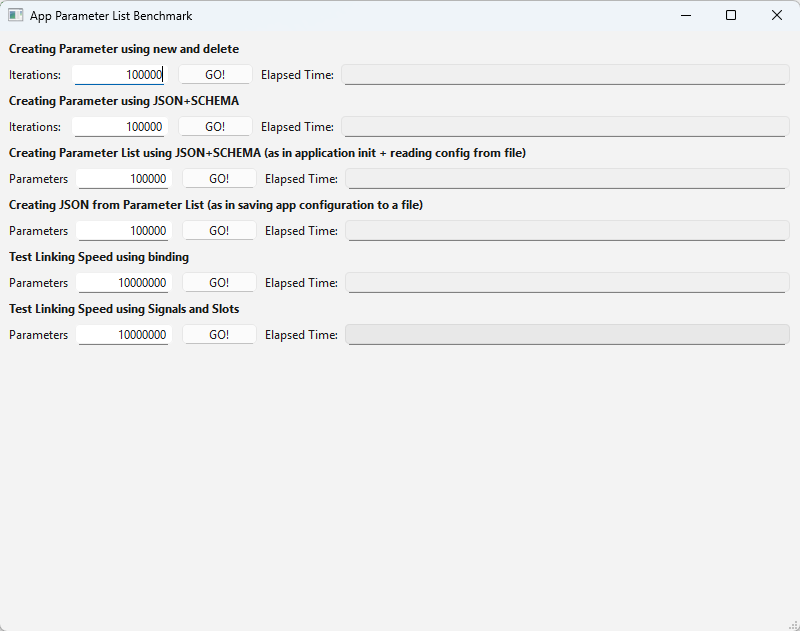 App Parameter List Benchmark
Creating Parameter using new and delete
Iterations: 100000 GO! Elapsed Time:
Creating Parameter using JSON+SCHEMA
Iterations: 100000 GO! Elapsed Time:
Creating Parameter List using JSON+SCHEMA (as in application init + reading config from file)
Parameters 100000 GO! Elapsed Time:
Creating JSON from Parameter List (as in saving app configuration to a file)
Parameters 100000 GO! Elapsed Time:
Test Linking Speed using binding
Parameters 10000000 GO! Elapsed Time:
Test Linking Speed using Signals and Slots
Parameters 10000000 GO! Elapsed Time: